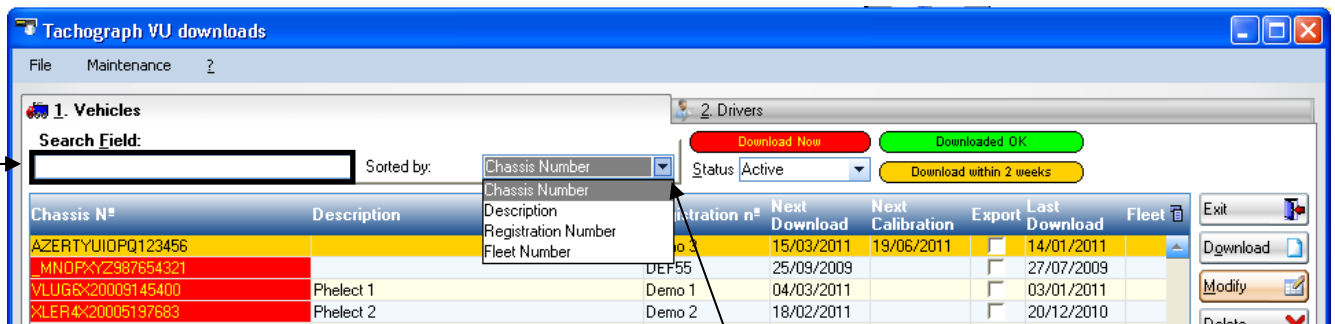 Tachograph VU downloads
File Maintenance ?
1. Vehicles 2. Drivers
Search Field: Download Now Downloaded OK
Sorted by: Chassis Number Status Active Download within 2 weeks
Chassis Number
Description
Registration Number
Fleet Number
Chassis Nº Description nº Next Download Next Calibration Export Last Download Fleet Exit
AZERTYUIOPQ123456 3 15/03/2011 19/06/2011 14/01/2011 Download
_MNOPXYZ987654321 DEF55 25/09/2009 27/07/2009
VLUG6X20009145400 Phelect 1 Demo 1 04/03/2011 03/01/2011 Modify
XLER4X20005197683 Phelect 2 Demo 2 18/02/2011 20/12/2010